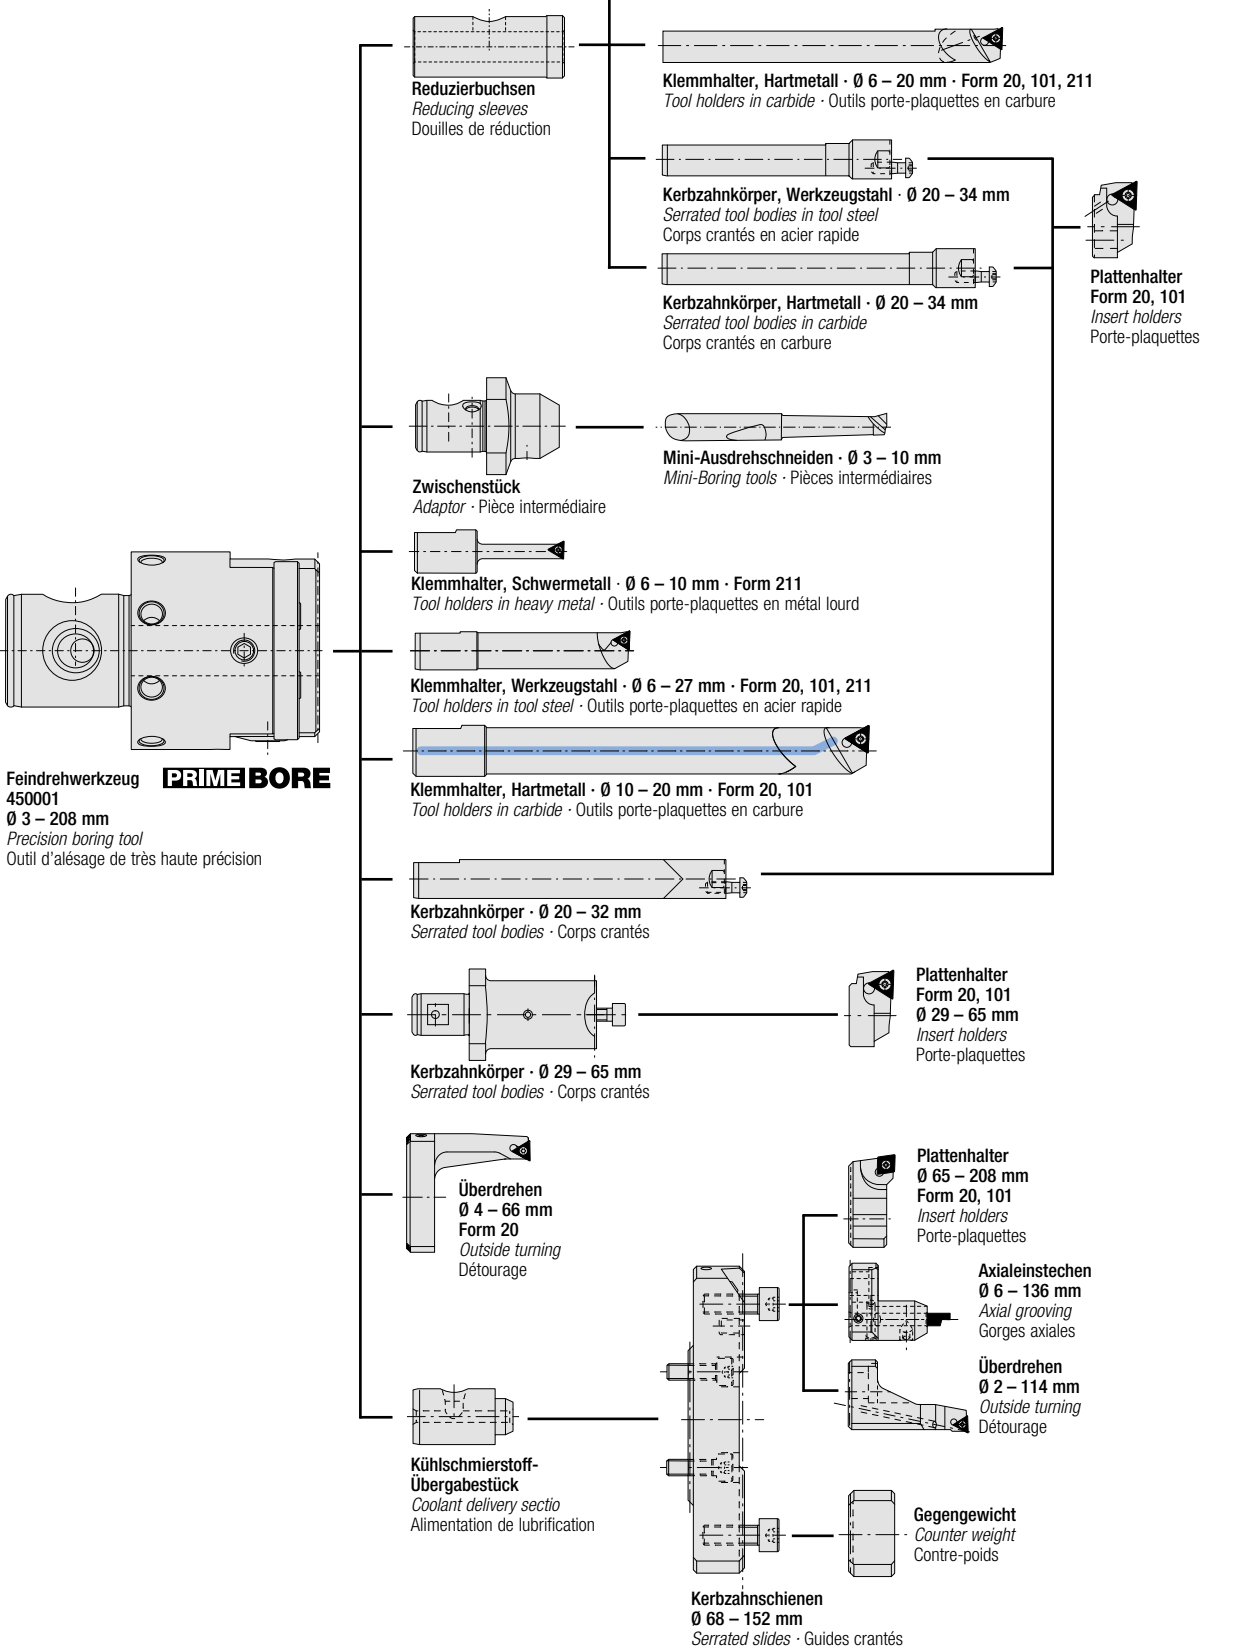 Reduzierbuchsen
Reducing sleeves
Douilles de réduction
Klemmhalter, Hartmetall · Ø 6 – 20 mm · Form 20, 101, 211
Tool holders in carbide · Outils porte-plaquettes en carbure
Kerbzahnkörper, Werkzeugstahl · Ø 20 – 34 mm
Serrated tool bodies in tool steel
Corps crantés en acier rapide
Kerbzahnkörper, Hartmetall · Ø 20 – 34 mm
Serrated tool bodies in carbide
Corps crantés en carbure
Plattenhalter
Form 20, 101
Insert holders
Porte-plaquettes
Zwischenstück
Adaptor · Pièce intermédiaire
Mini-Ausdrehschneiden · Ø 3 – 10 mm
Mini-Boring tools · Pièces intermédiaires
Klemmhalter, Schwermetall · Ø 6 – 10 mm · Form 211
Tool holders in heavy metal · Outils porte-plaquettes en métal lourd
Klemmhalter, Werkzeugstahl · Ø 6 – 27 mm · Form 20, 101, 211
Tool holders in tool steel · Outils porte-plaquettes en acier rapide
Klemmhalter, Hartmetall · Ø 10 – 20 mm · Form 20, 101
Tool holders in carbide · Outils porte-plaquettes en carbure
Feindrehwerkzeug
450001
Ø 3 – 208 mm
Precision boring tool
Outil d'alésage de très haute précision
PRIMEBORE
Kerbzahnkörper · Ø 20 – 32 mm
Serrated tool bodies · Corps crantés
Kerbzahnkörper · Ø 29 – 65 mm
Serrated tool bodies · Corps crantés
Plattenhalter
Form 20, 101
Ø 29 – 65 mm
Insert holders
Porte-plaquettes
Überdrehen
Ø 4 – 66 mm
Form 20
Outside turning
Détourage
Plattenhalter
Ø 65 – 208 mm
Form 20, 101
Insert holders
Porte-plaquettes
Axialeinstechen
Ø 6 – 136 mm
Axial grooving
Gorges axiales
Überdrehen
Ø 2 – 114 mm
Outside turning
Détourage
Kühlschmierstoff-
Übergabestück
Coolant delivery sectio
Alimentation de lubrification
Gegengewicht
Counter weight
Contre-poids
Kerbzahnschienen
Ø 68 – 152 mm
Serrated slides · Guides crantés